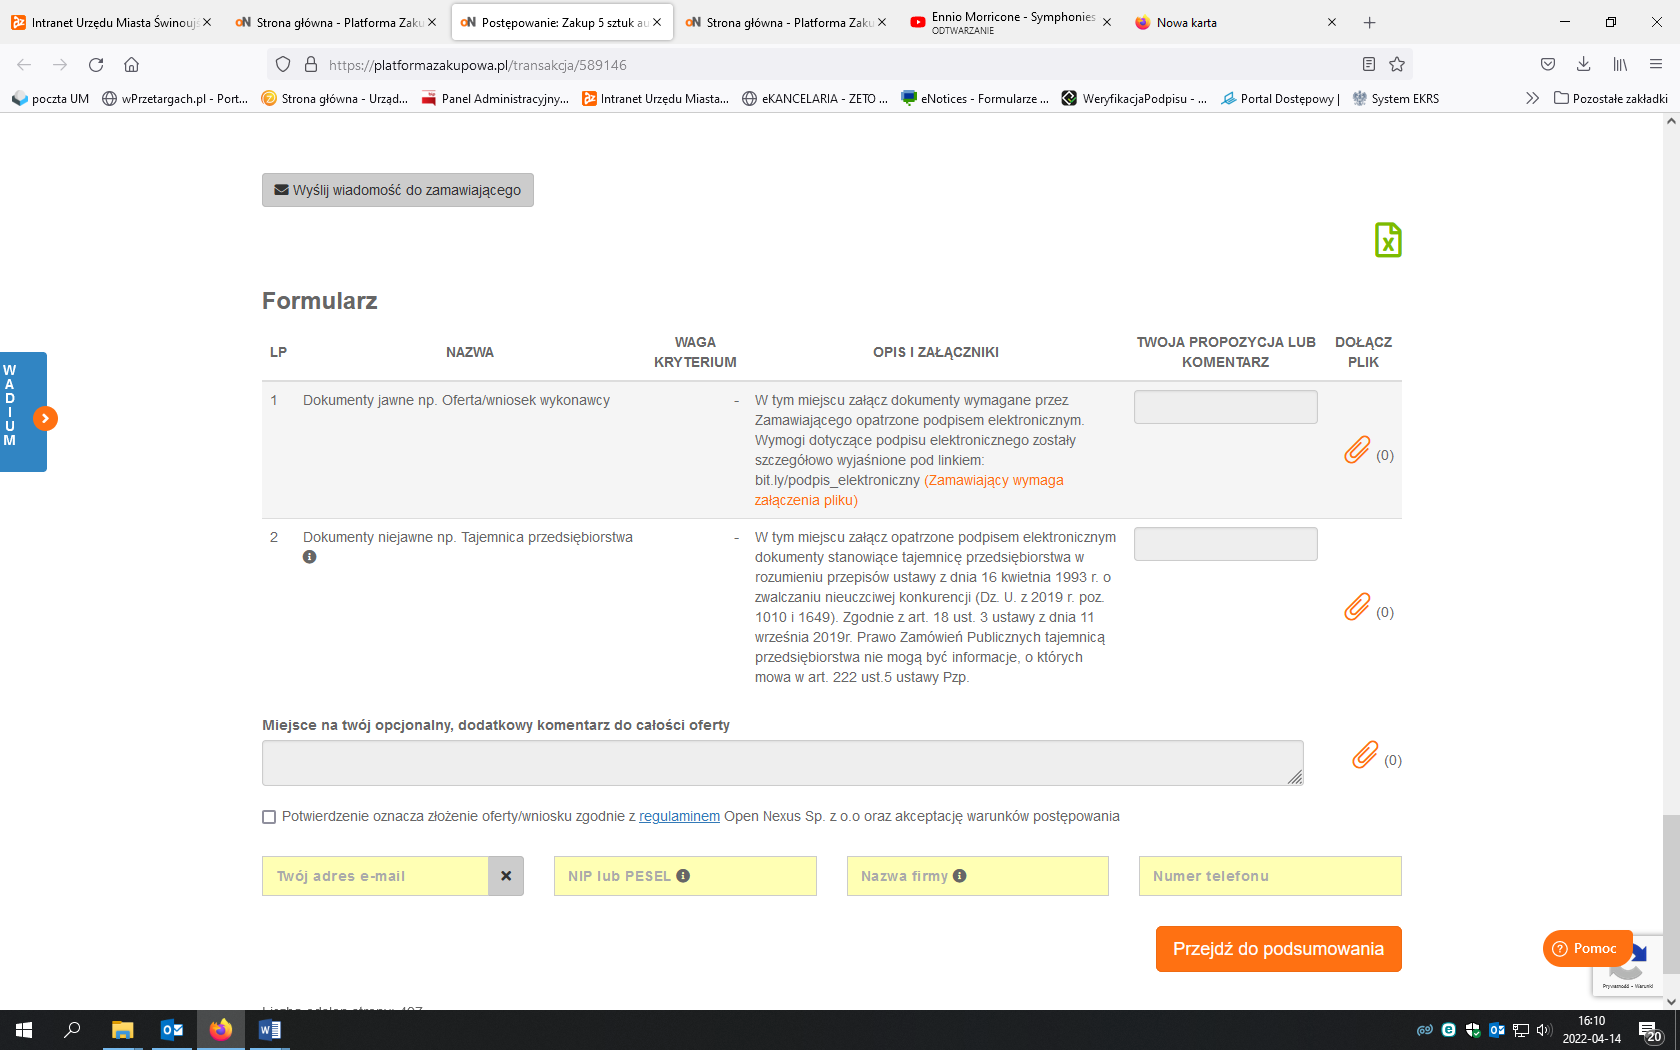 Intranet Urzędu Miasta Świnoujś
Strona główna - Platforma Zaku
Postępowanie: Zakup 5 sztuk au
Strona główna - Platforma Zaku
Ennio Morricone - Symphonies
ODTWARZANIE
Nowa karta
https://platformazakupowa.pl/transakcja/589146
poczta UM
wPrzetargach.pl - Port...
Strona główna - Urząd...
Panel Administracyjny...
Intranet Urzędu Miasta...
eKANCELARIA - ZETO ...
eNotices - Formularze ...
WeryfikacjaPodpisu - ...
Portal Dostępowy |
System EKRS
Pozostałe zakładki
Wyślij wiadomość do zamawiającego
Formularz
LP
NAZWA
WAGA
KRYTERIUM
OPIS I ZAŁĄCZNIKI
TWOJA PROPOZYCJA LUB
KOMENTARZ
DOŁĄCZ
PLIK
WADIUM
1
Dokumenty jawne np. Oferta/wniosek wykonawcy
-
W tym miejscu załącz dokumenty wymagane przez
Zamawiającego opatrzone podpisem elektronicznym.
Wymogi dotyczące podpisu elektronicznego zostały
szczegółowo wyjaśnione pod linkiem:
bit.ly/podpis_elektroniczny (Zamawiający wymaga
załączenia pliku)
(0)
2
Dokumenty niejawne np. Tajemnica przedsiębiorstwa
-
W tym miejscu załącz opatrzone podpisem elektronicznym
dokumenty stanowiące tajemnicę przedsiębiorstwa w
rozumieniu przepisów ustawy z dnia 16 kwietnia 1993 r. o
zwalczaniu nieuczciwej konkurencji (Dz. U. z 2019 r. poz.
1010 i 1649). Zgodnie z art. 18 ust. 3 ustawy z dnia 11
września 2019r. Prawo Zamówień Publicznych tajemnicą
przedsiębiorstwa nie mogą być informacje, o których
mowa w art. 222 ust.5 ustawy Pzp.
(0)
Miejsce na twój opcjonalny, dodatkowy komentarz do całości oferty
(0)
Potwierdzenie oznacza złożenie oferty/wniosku zgodnie z regulaminem Open Nexus Sp. z o.o oraz akceptację warunków postępowania
Twój adres e-mail
NIP lub PESEL
Nazwa firmy
Numer telefonu
Przejdź do podsumowania
Pomoc
Prywatność - Warunki
16:10
2022-04-14
20